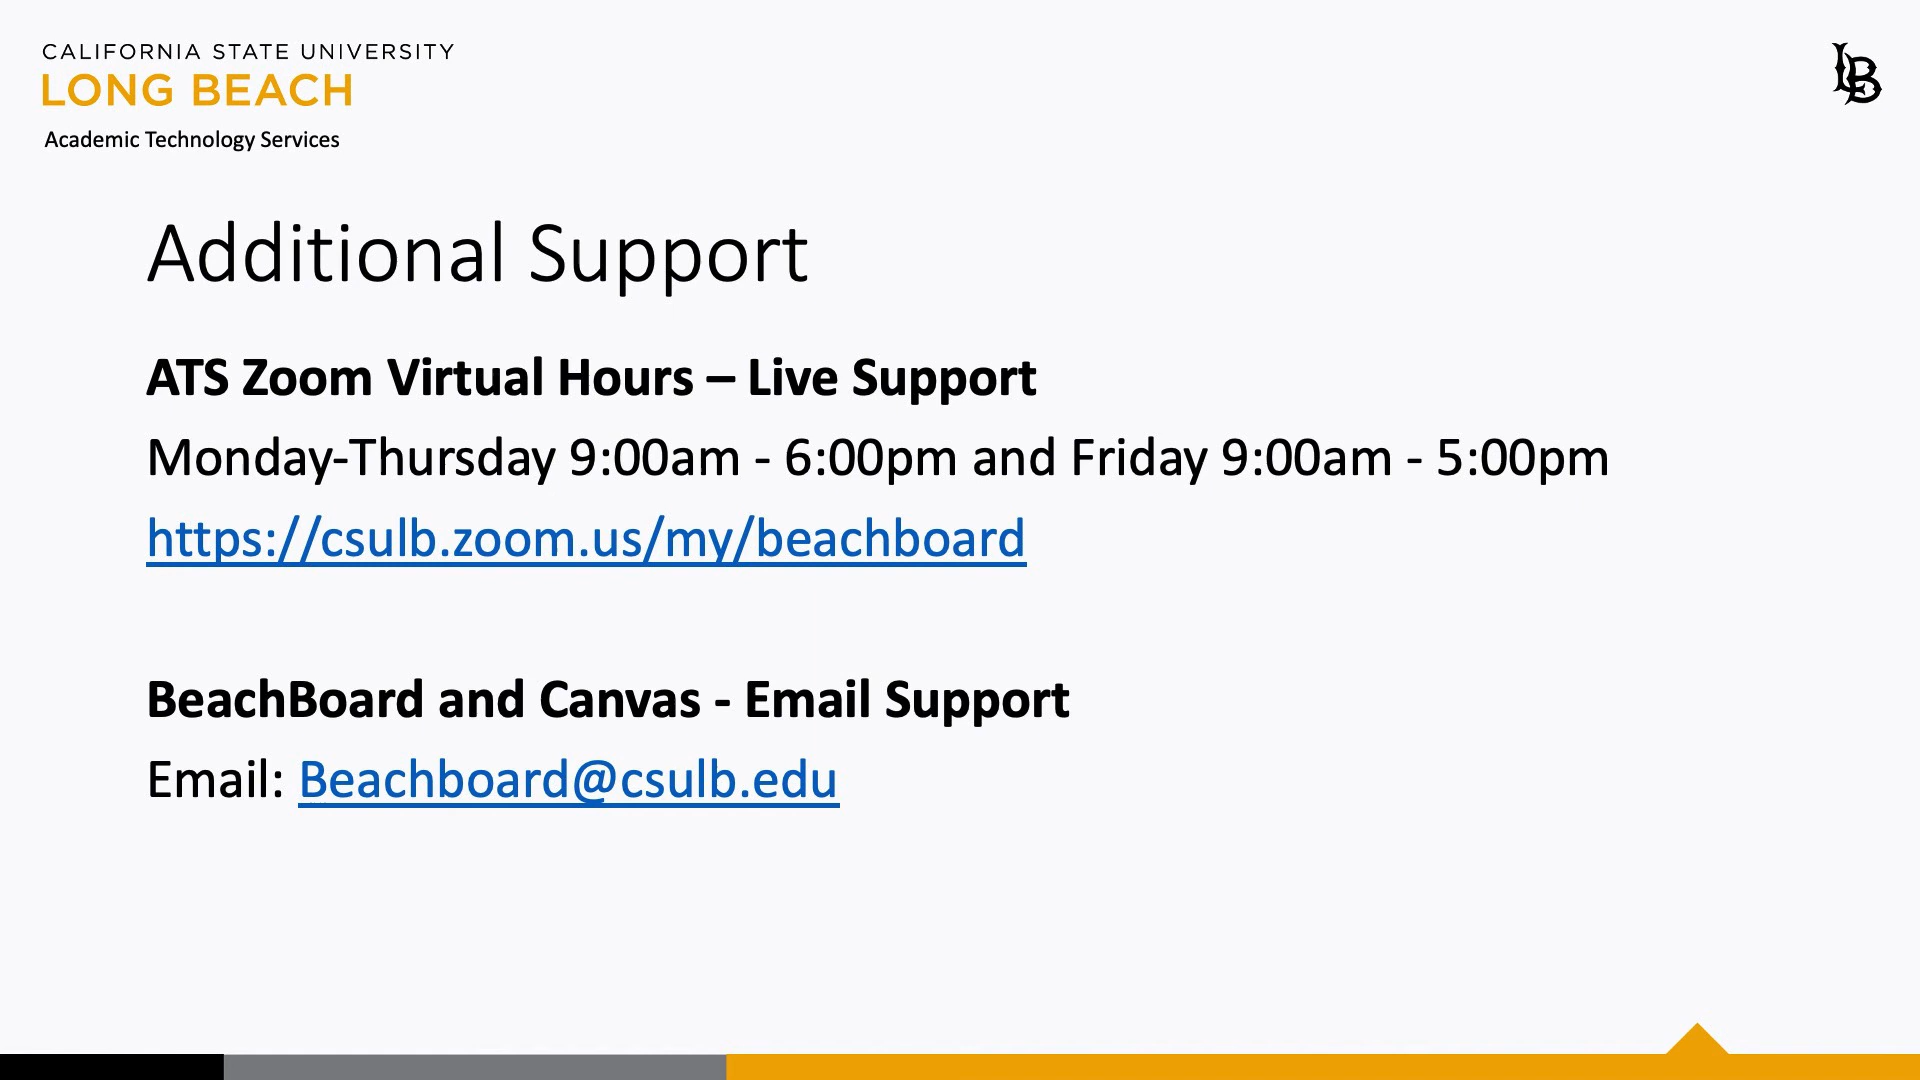 CALIFORNIA STATE UNIVERSITY
LONG BEACH
Academic Technology Services
LB
Additional Support
ATS Zoom Virtual Hours – Live Support
Monday-Thursday 9:00am - 6:00pm and Friday 9:00am - 5:00pm
https://csulb.zoom.us/my/beachboard
BeachBoard and Canvas - Email Support
Email: Beachboard@csulb.edu